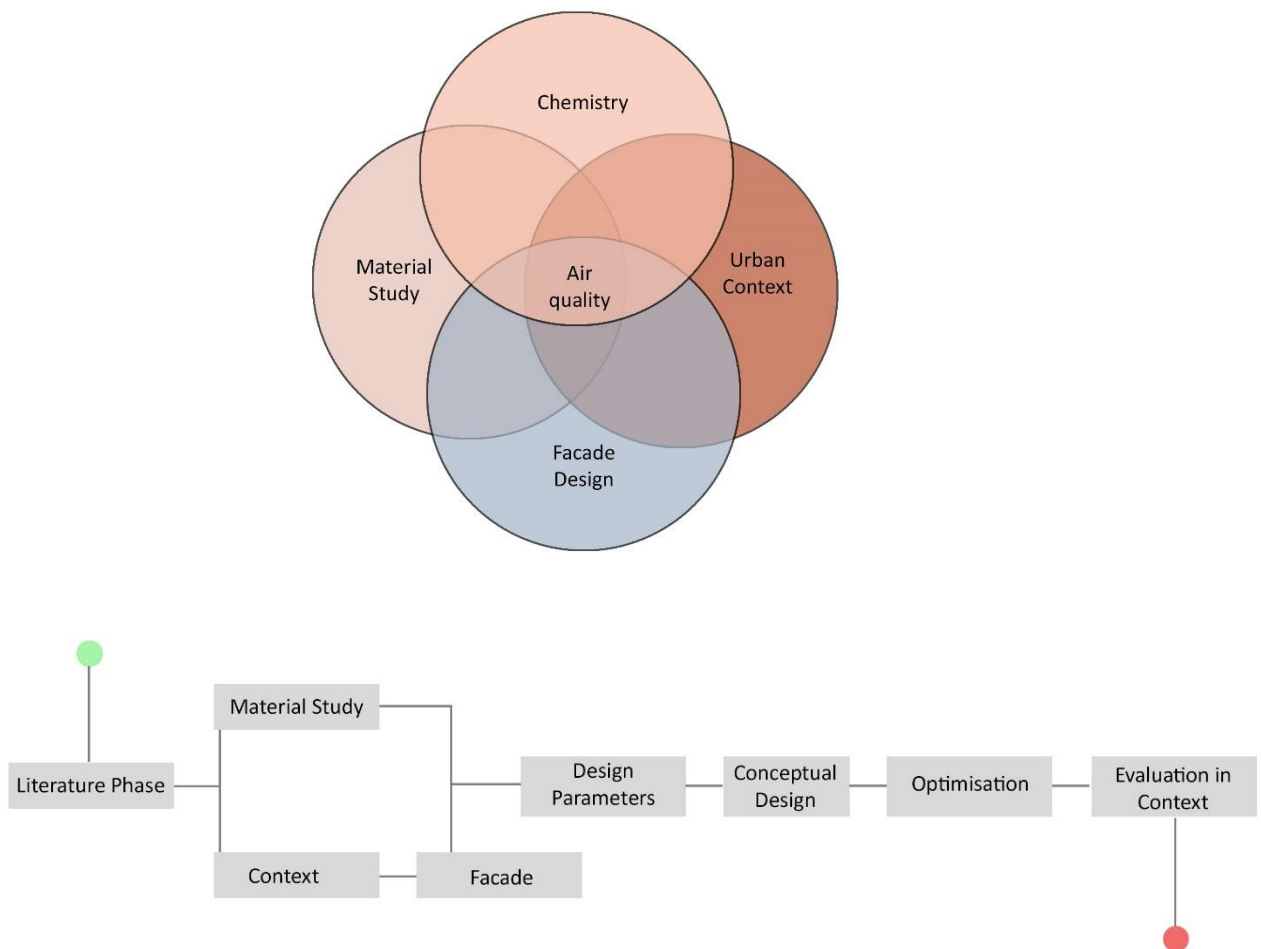 Chemistry
Material
Study
Air
quality
Urban
Context
Facade
Design
Material Study
Literature Phase
Design
Parameters
Conceptual
Design
Optimisation
Evaluation in
Context
Context
Facade